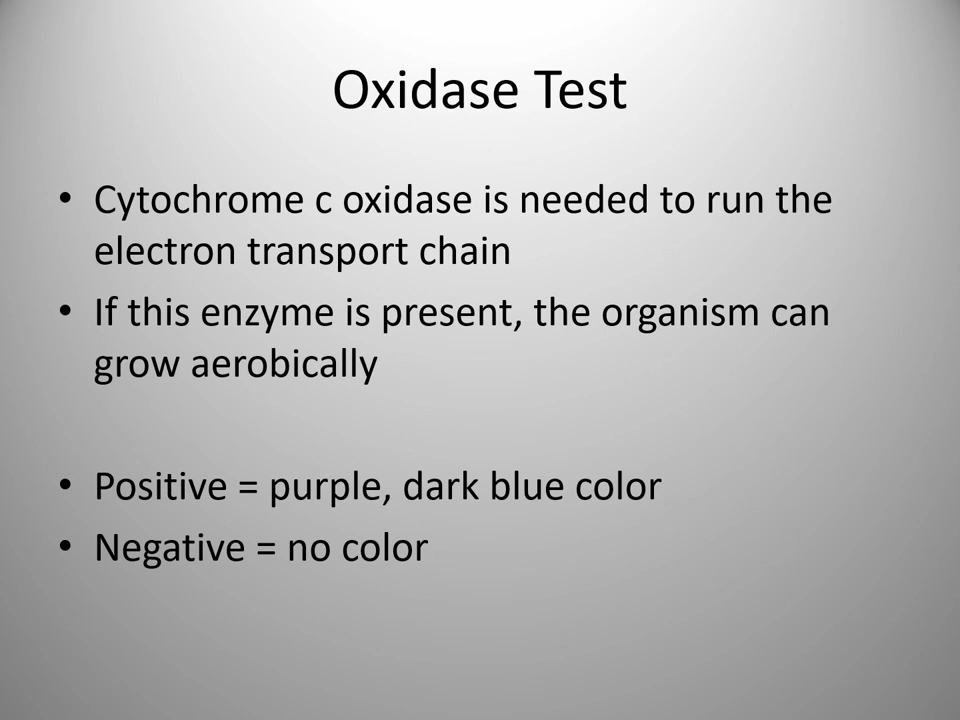 Oxidase Test
• Cytochrome c oxidase is needed to run the
electron transport chain
• If this enzyme is present, the organism can
grow aerobically
• Positive = purple, dark blue color
• Negative = no color